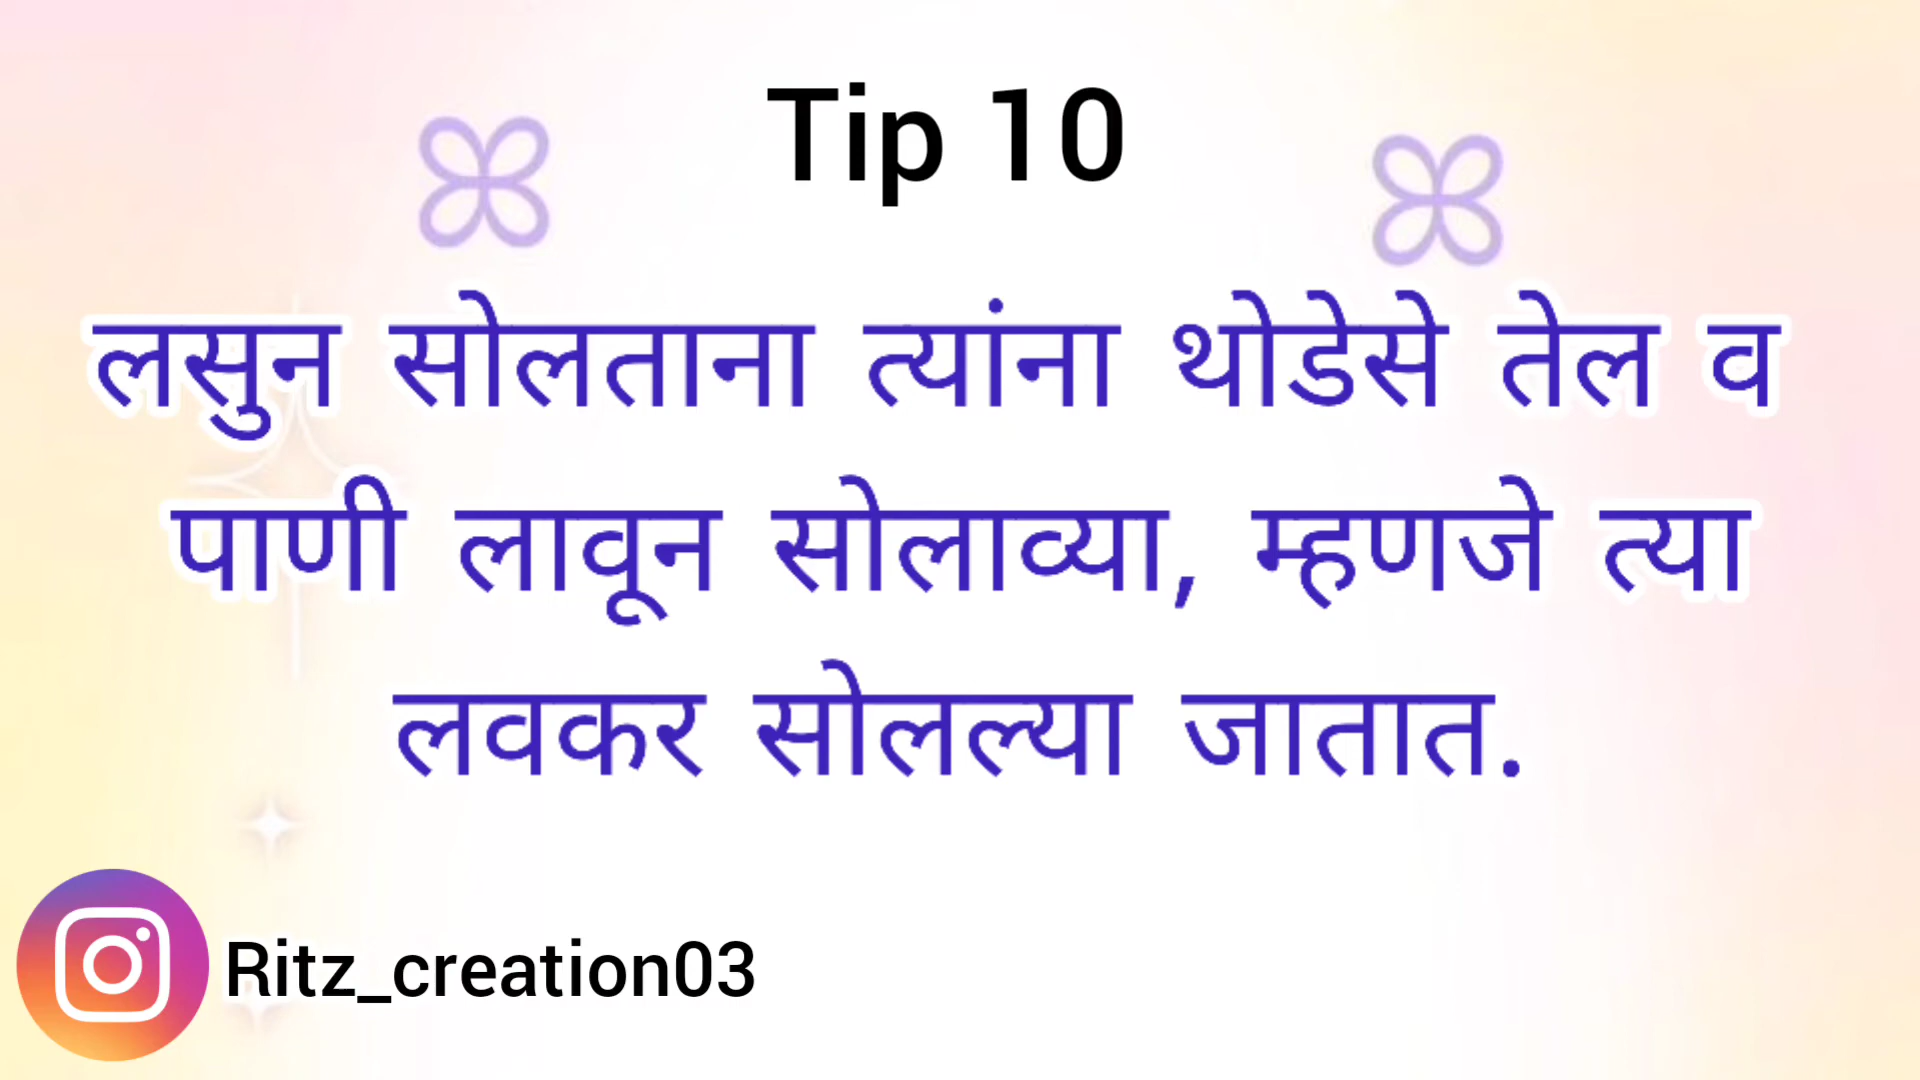 Tip 10
लसुन सोलताना त्यांना थोडेसे तेल व
पाणी लावून सोलाव्या, म्हणजे त्या
लवकर सोलल्या जातात.
Ritz_creation03